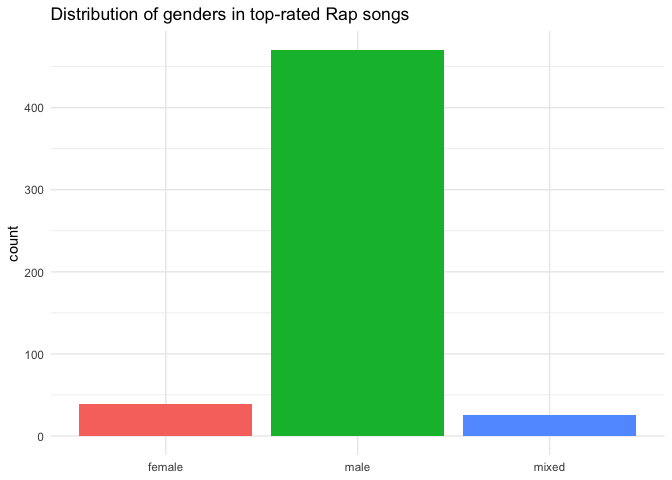 Distribution of genders in top-rated Rap songs
count
400
300
200
100
0
female
male
mixed